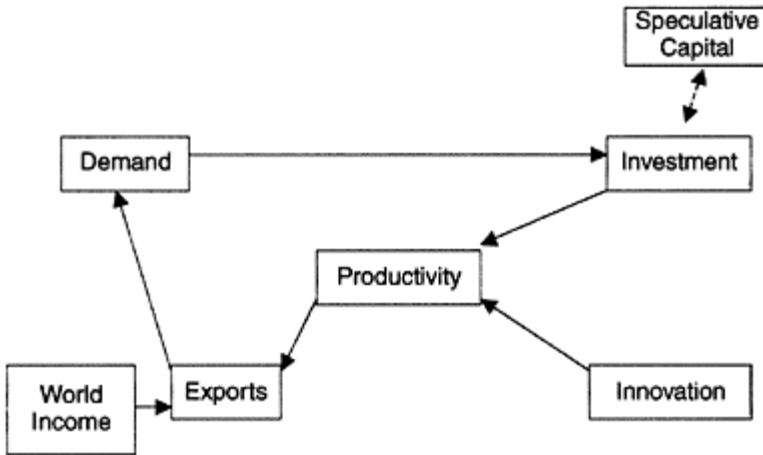 Speculative
Capital
Demand
Investment
Productivity
World
Income
Exports
Innovation